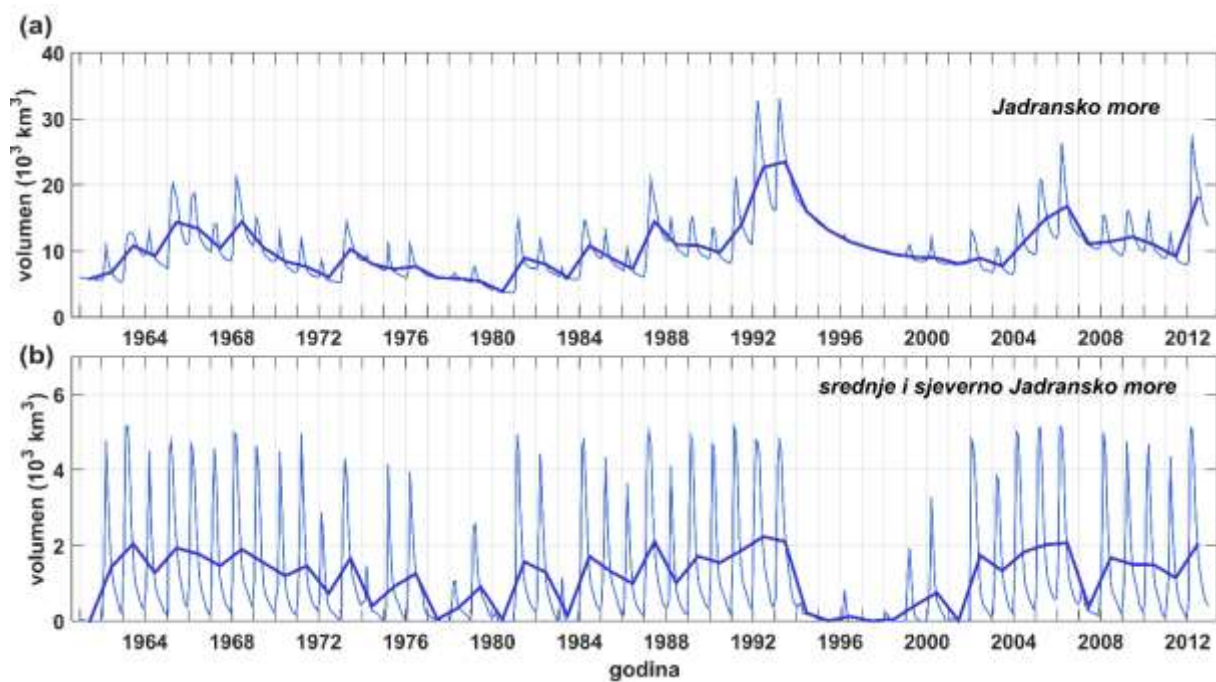 (a)
Jadransko more
volumen (10³ km³)
40
30
20
10
0
1964 1968 1972 1976 1980 1984 1988 1992 1996 2000 2004 2008 2012
(b)
srednje i sjeverno Jadransko more
volumen (10³ km³)
6
4
2
0
1964 1968 1972 1976 1980 1984 1988 1992 1996 2000 2004 2008 2012
godina